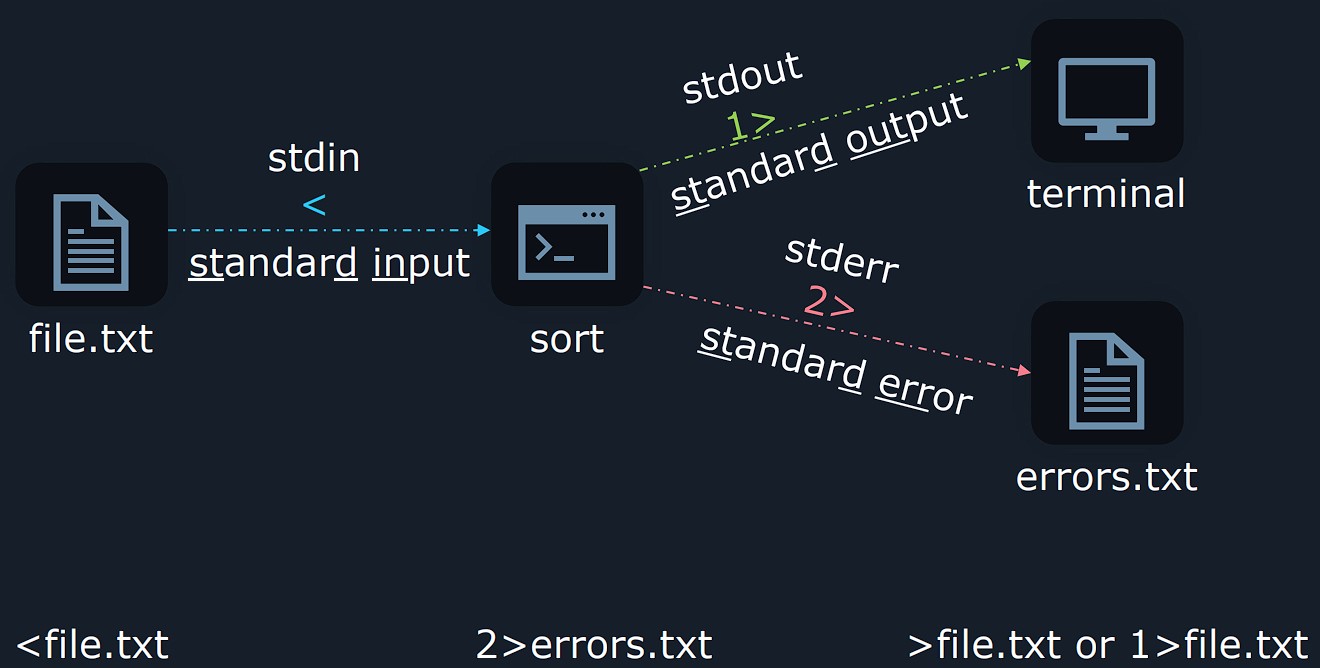 stdin
<
standard input
file.txt
sort
stdout
1>
standard output
terminal
stderr
2>
standard error
errors.txt
<file.txt
2>errors.txt
>file.txt or 1>file.txt